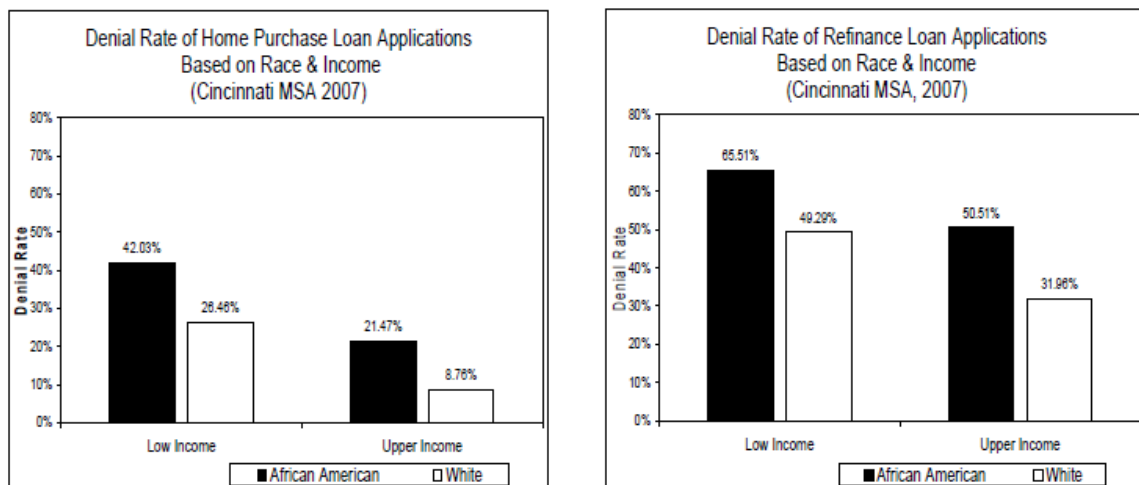 Denial Rate of Home Purchase Loan Applications
Based on Race & Income
(Cincinnati MSA 2007)
80%
70%
60%
50%
40%
30%
20%
10%
0%
Denial Rate
42.03%
26.46%
21.47%
8.76%
Low Income
Upper Income
African American
White
Denial Rate of Refinance Loan Applications
Based on Race & Income
(Cincinnati MSA, 2007)
80%
70%
60%
50%
40%
30%
20%
10%
0%
Denial Rate
65.51%
49.29%
50.51%
31.96%
Low Income
Upper Income
African American
White